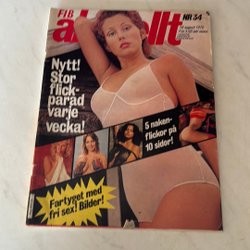 FIB
aktuellt
NR 34
Nytt!
Stor
flick-
parad
varje
vecka!
5 naken-
flickor på
10 sidor!
Fartyget med
fri sex! Bilder!